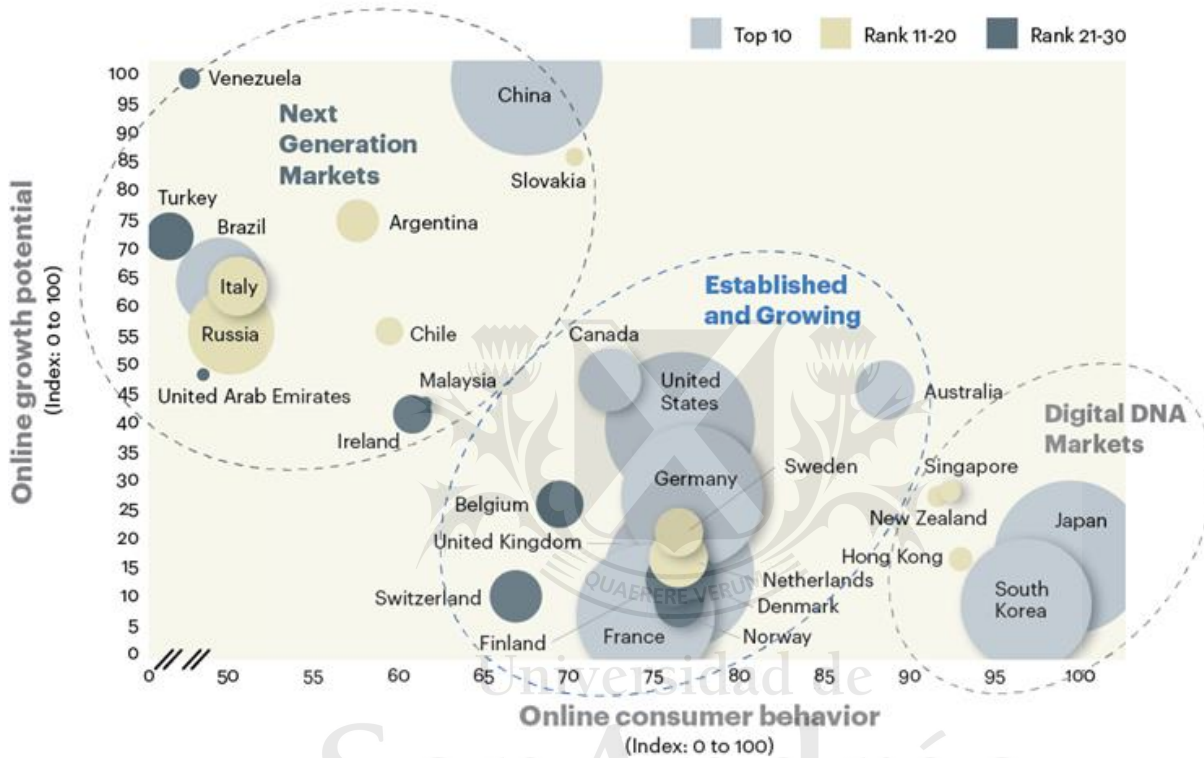 Top 10
Rank 11-20
Rank 21-30
Online growth potential
(Index: 0 to 100)
100
95
90
85
80
75
70
65
60
55
50
45
40
35
30
25
20
15
10
5
0
Venezuela
China
Next
Generation
Markets
Slovakia
Turkey
Argentina
Brazil
Italy
Russia
Chile
United Arab Emirates
Malaysia
Ireland
Established
and Growing
Canada
United
States
Australia
Digital DNA
Markets
Germany
Sweden
Singapore
Belgium
New Zealand
Japan
United Kingdom
Hong Kong
QUAERERE VERUM
Netherlands
South
Korea
Switzerland
Denmark
Finland
France
Norway
0 50 55 60 65 70 75 80 85 90 95 100
Universidad de
Online consumer behavior
(Index: 0 to 100)